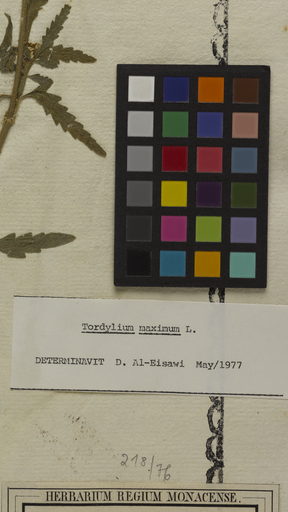 Tordylium maximum L.
DETERMINAVIT D. Al-Eisawi May/1977
218/76
HERBARIUM REGIUM MONACENSE.